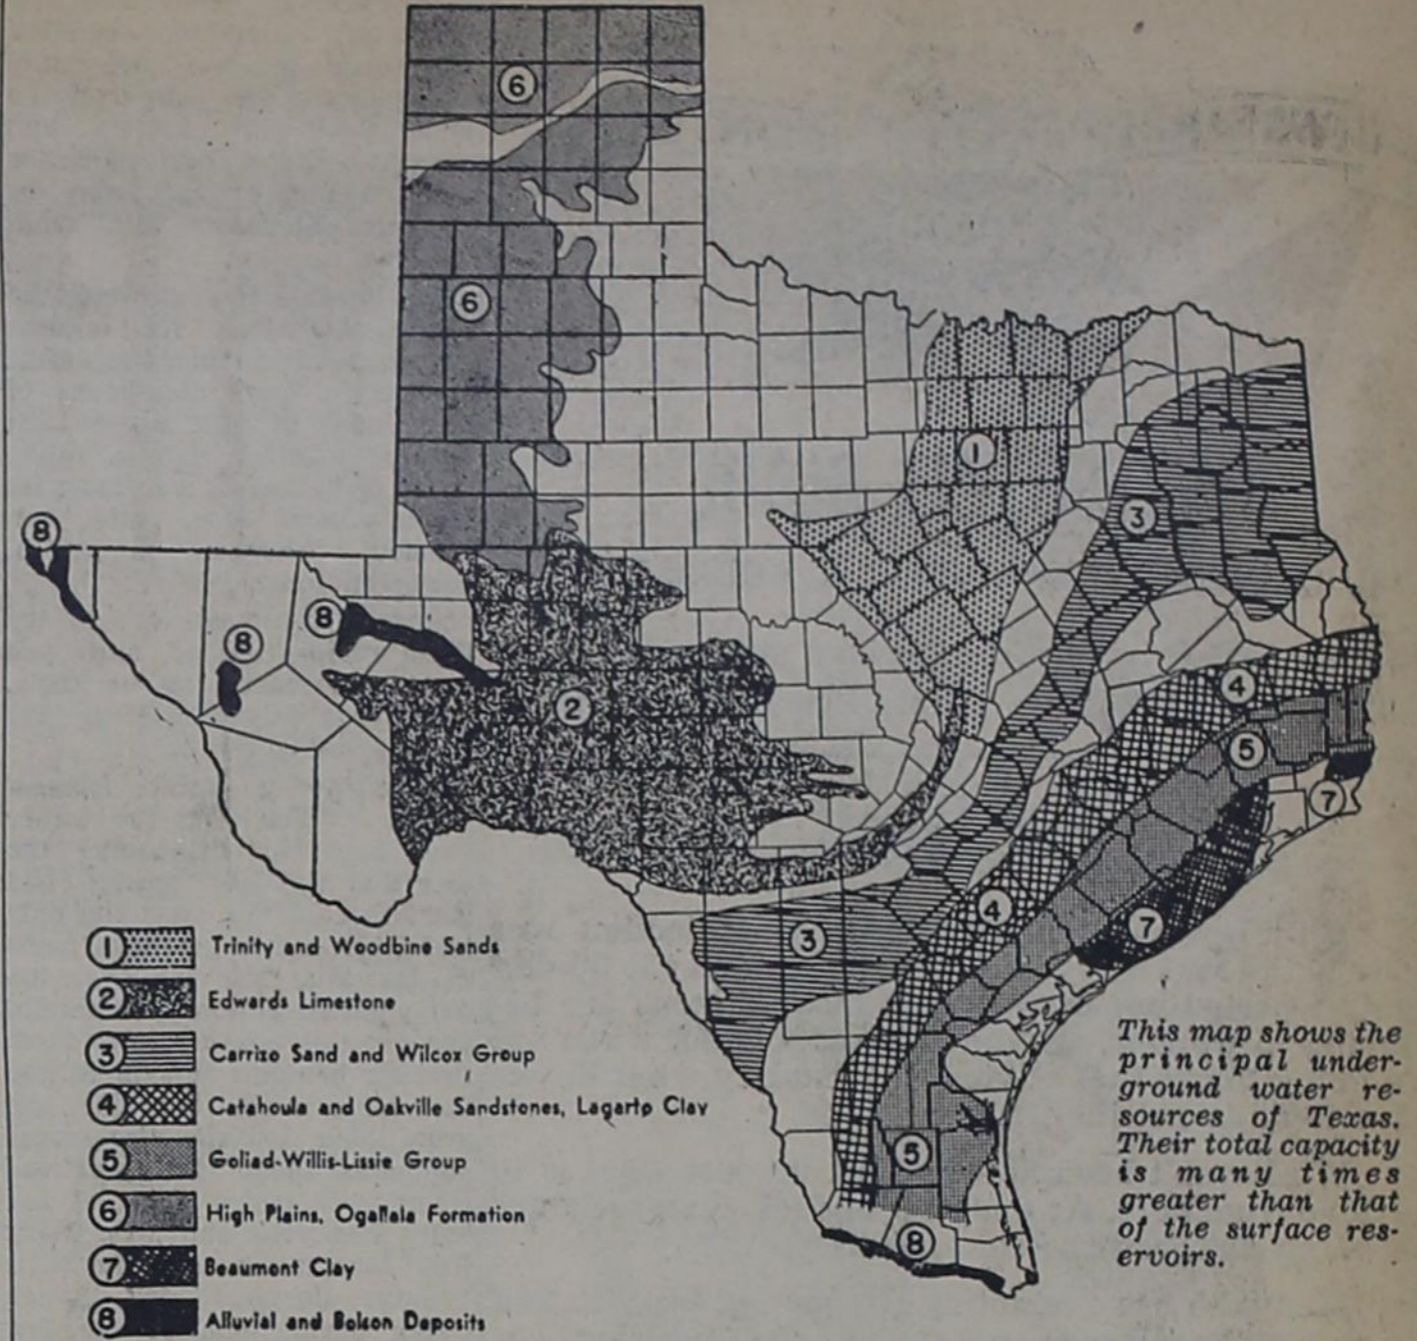 6
6
1
8
3
8
8
4
2
5
7
4
7
3
5
8
1 Trinity and Woodbine Sands
2 Edwards Limestone
3 Carrizo Sand and Wilcox Group
4 Catahoula and Oakville Sandstones, Lagarto Clay
5 Goliad-Willis-Lissie Group
6 High Plains, Ogallala Formation
7 Beaumont Clay
8 Alluvial and Bolson Deposits
This map shows the
principal under-
ground water re-
sources of Texas.
Their total capacity
is many times
greater than that
of the surface res-
ervoirs.